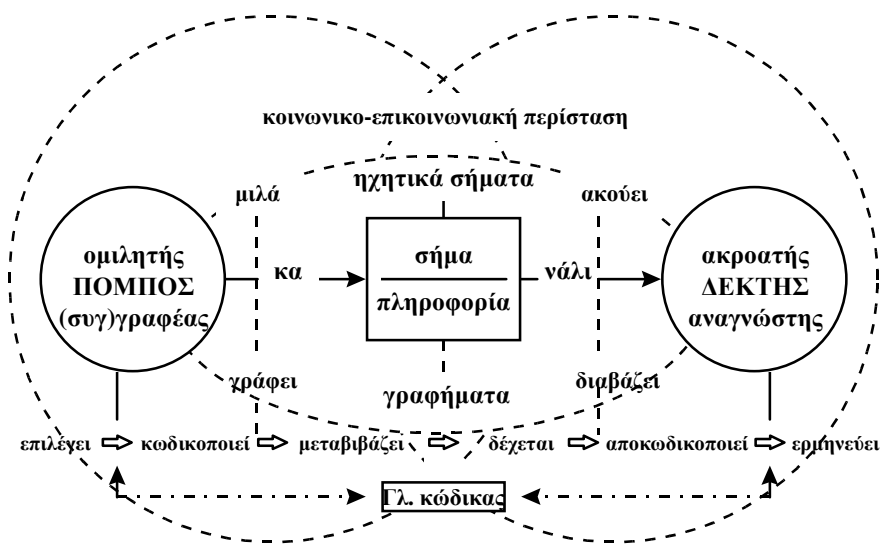 κοινωνικο-επικοινωνιακή περίσταση
μιλά ηχητικά σήματα ακούει
ομιλητής
ΠΟΜΠΟΣ
(συγ)γραφέας
κα
σήμα
πληροφορία
νάλι
ακροατής
ΔΕΚΤΗΣ
αναγνώστης
γράφει γραφήματα διαβάζει
επιλέγει κωδικοποιεί μεταβιβάζει δέχεται αποκωδικοποιεί ερμηνεύει
Γλ. κώδικας